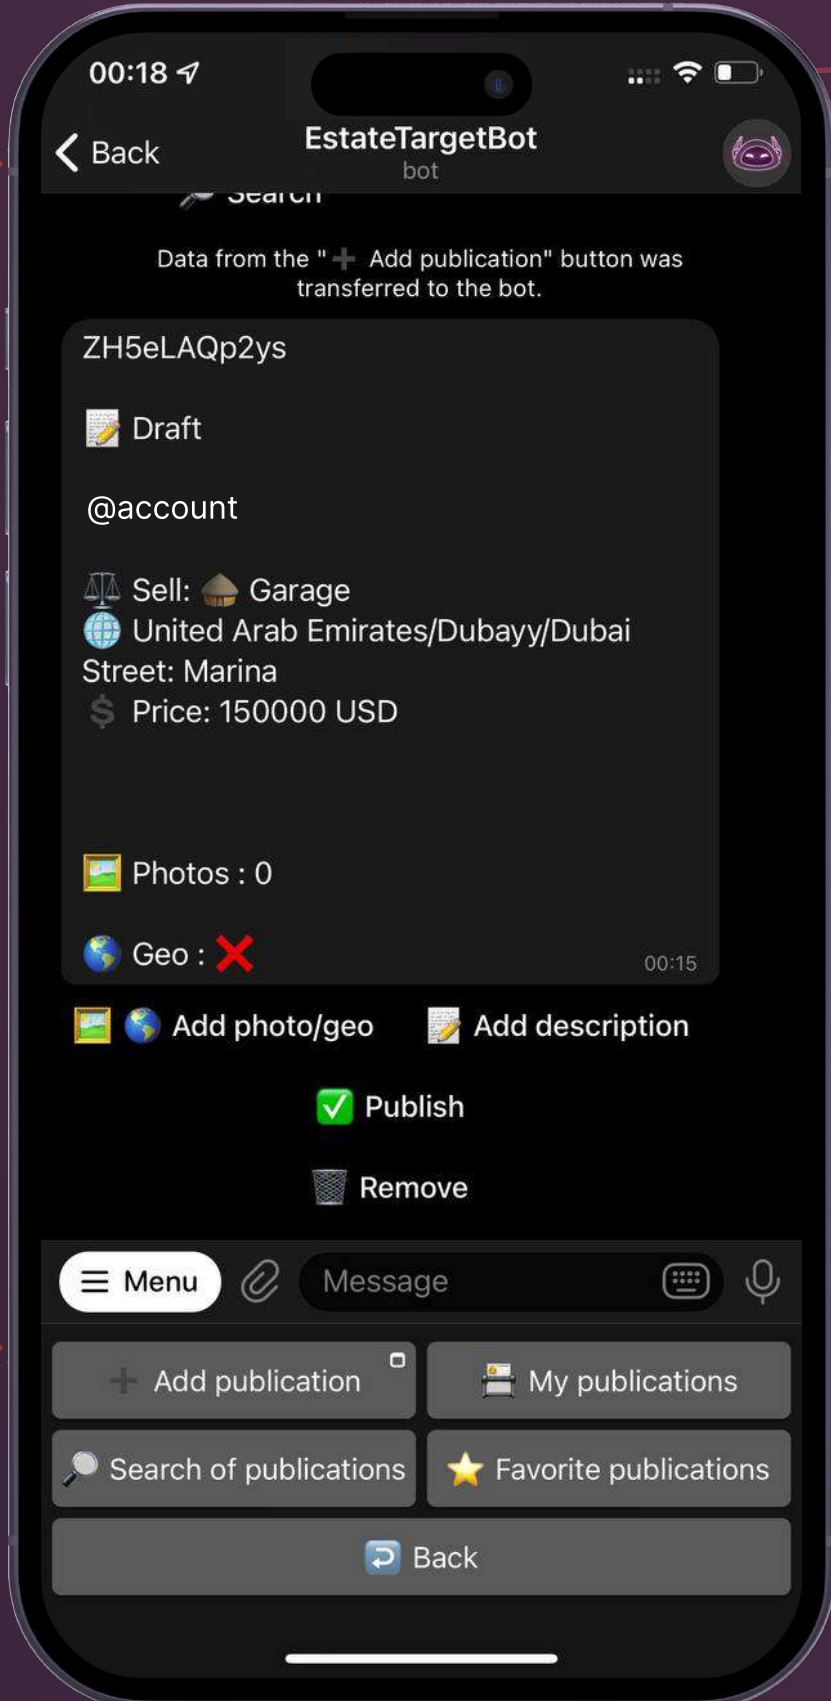 00:18
Back
EstateTargetBot
bot
Search
Data from the "➕ Add publication" button was
transferred to the bot.
ZH5eLAQp2ys
📝 Draft
@account
⚖️ Sell: 🛖 Garage
🌐 United Arab Emirates/Dubayy/Dubai
Street: Marina
💲 Price: 150000 USD
🖼️ Photos : 0
🌎 Geo : ❌
00:15
🖼️ 🌎 Add photo/geo 📝 Add description
✅ Publish
🗑️ Remove
Menu Message
➕ Add publication 📇 My publications
🔎 Search of publications ⭐ Favorite publications
↩️ Back